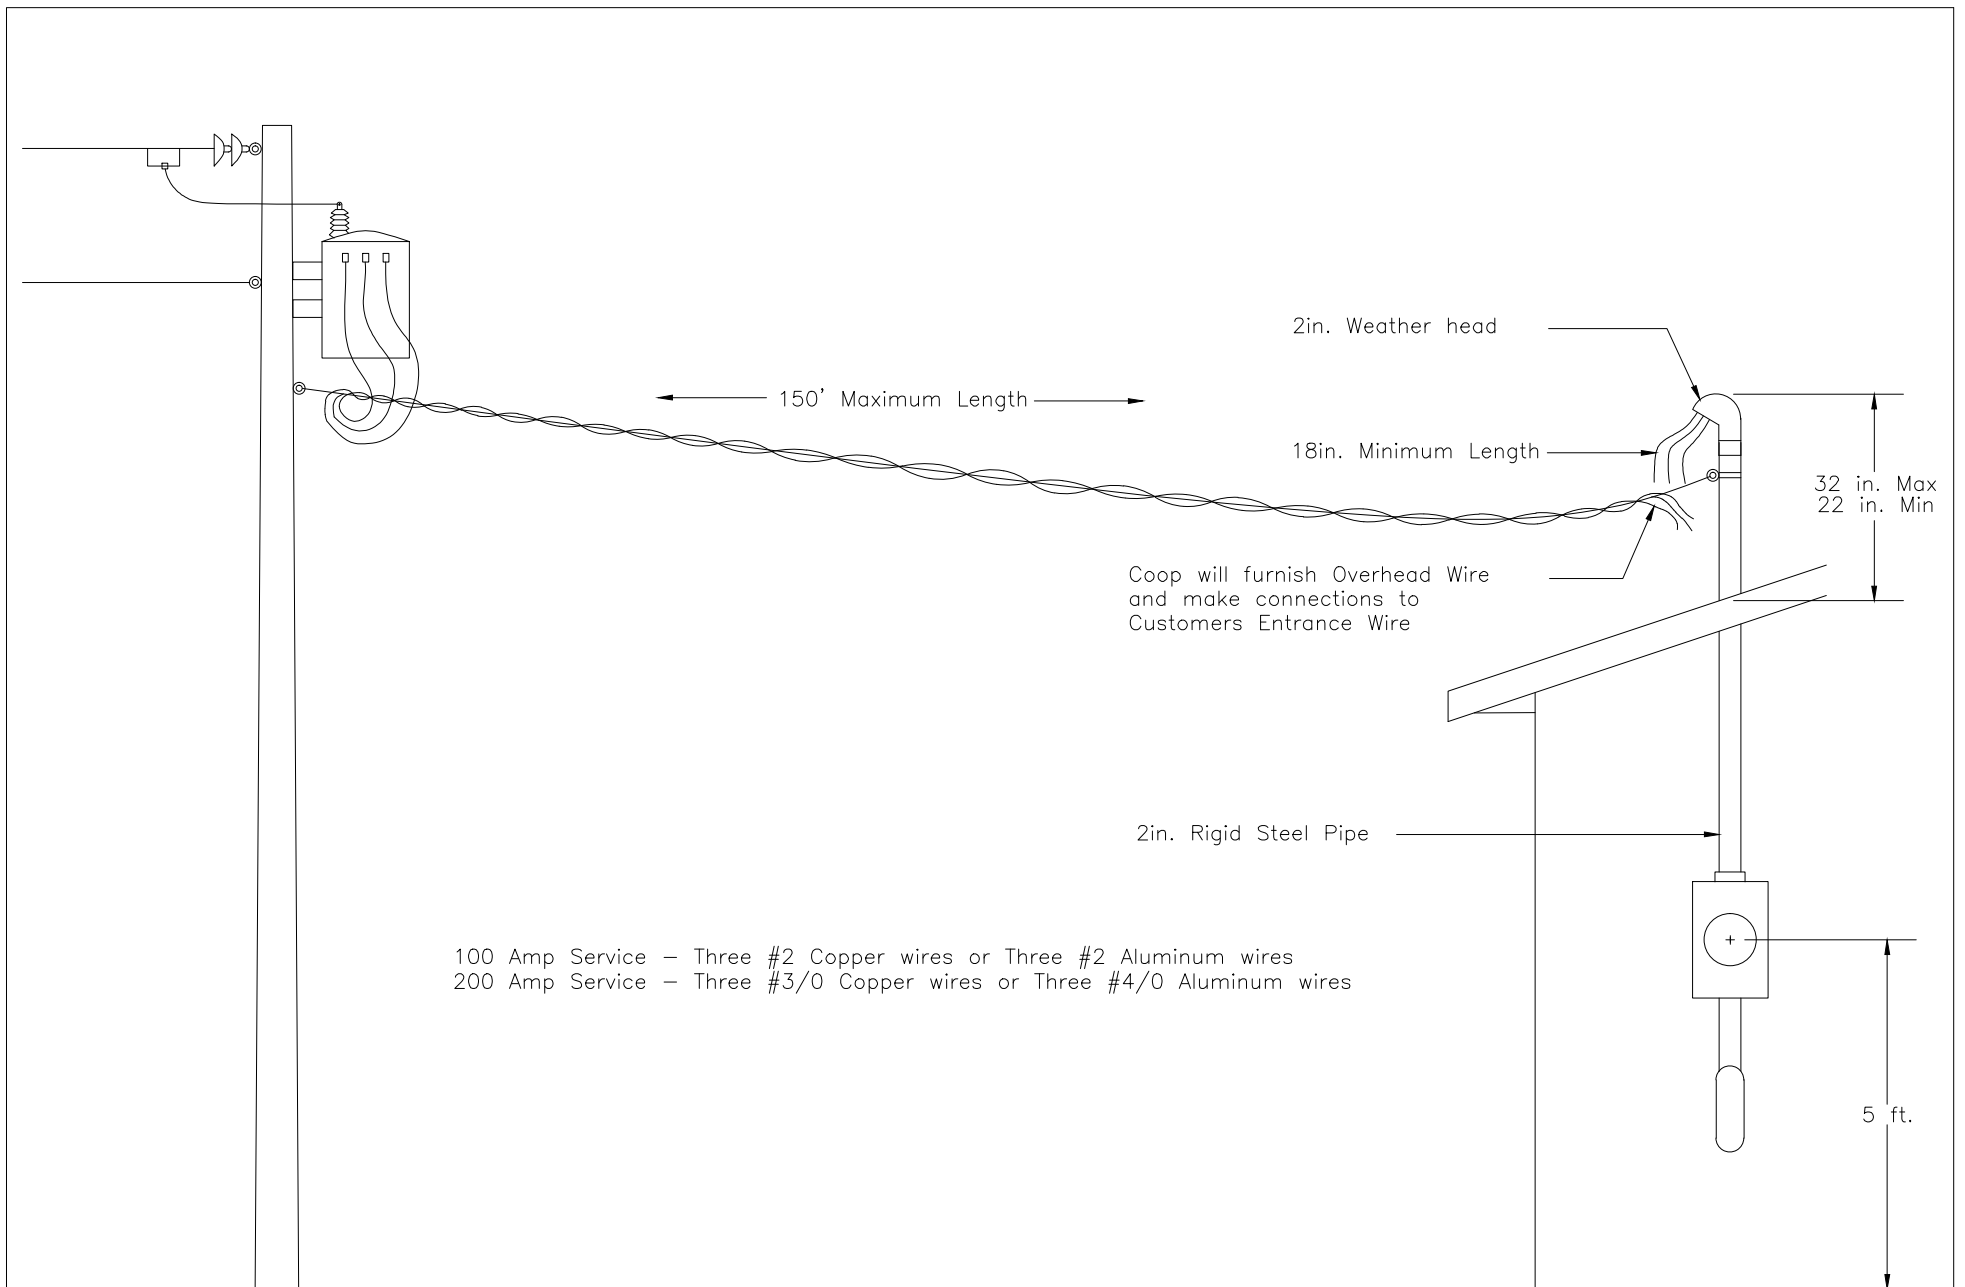 2in. Weather head
150' Maximum Length
18in. Minimum Length
32 in. Max
22 in. Min
Coop will furnish Overhead Wire
and make connections to
Customers Entrance Wire
2in. Rigid Steel Pipe
100 Amp Service – Three #2 Copper wires or Three #2 Aluminum wires
200 Amp Service – Three #3/0 Copper wires or Three #4/0 Aluminum wires
5 ft.